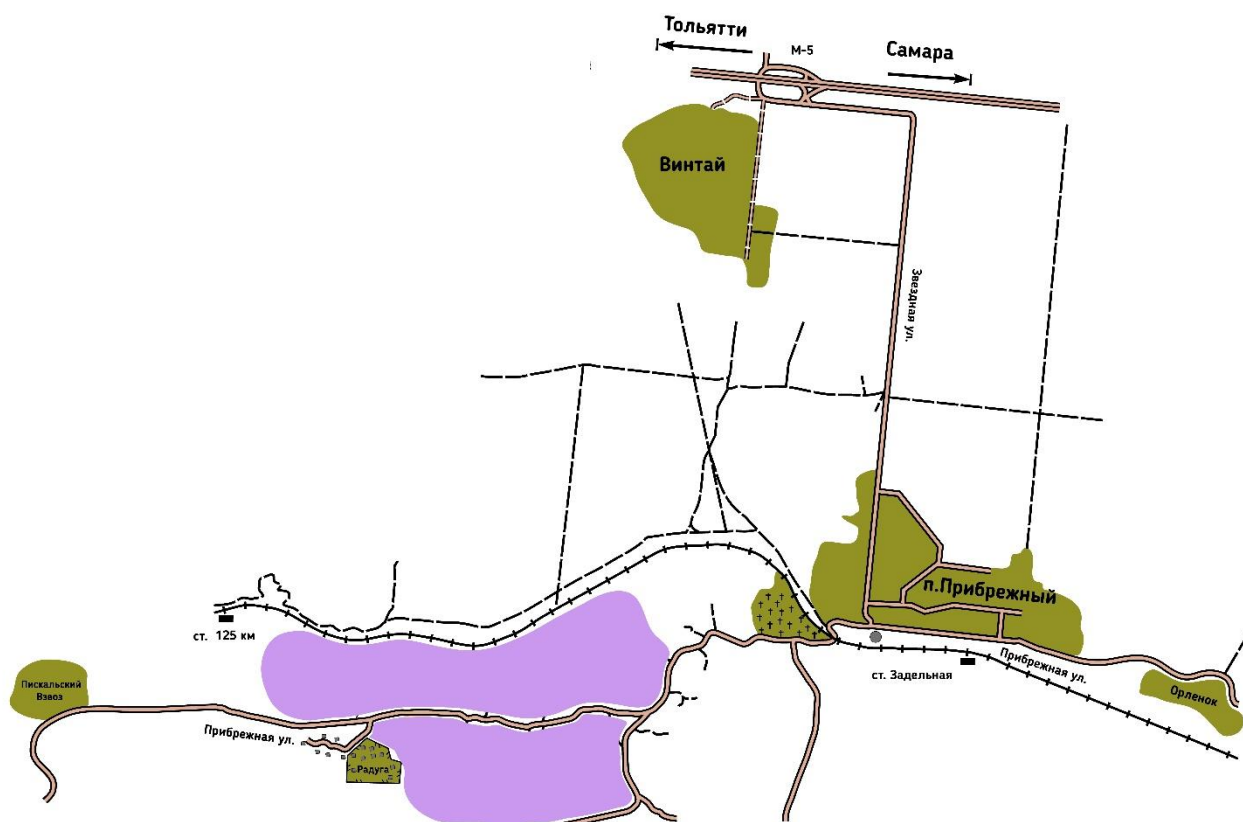 Тольятти
М-5
Самара
Винтай
Звездная ул.
п.Прибрежный
ст. 125 км
Прибрежная ул.
ст. Задельная
Пискальский
Взвоз
Орленок
Прибрежная ул.
Радуга